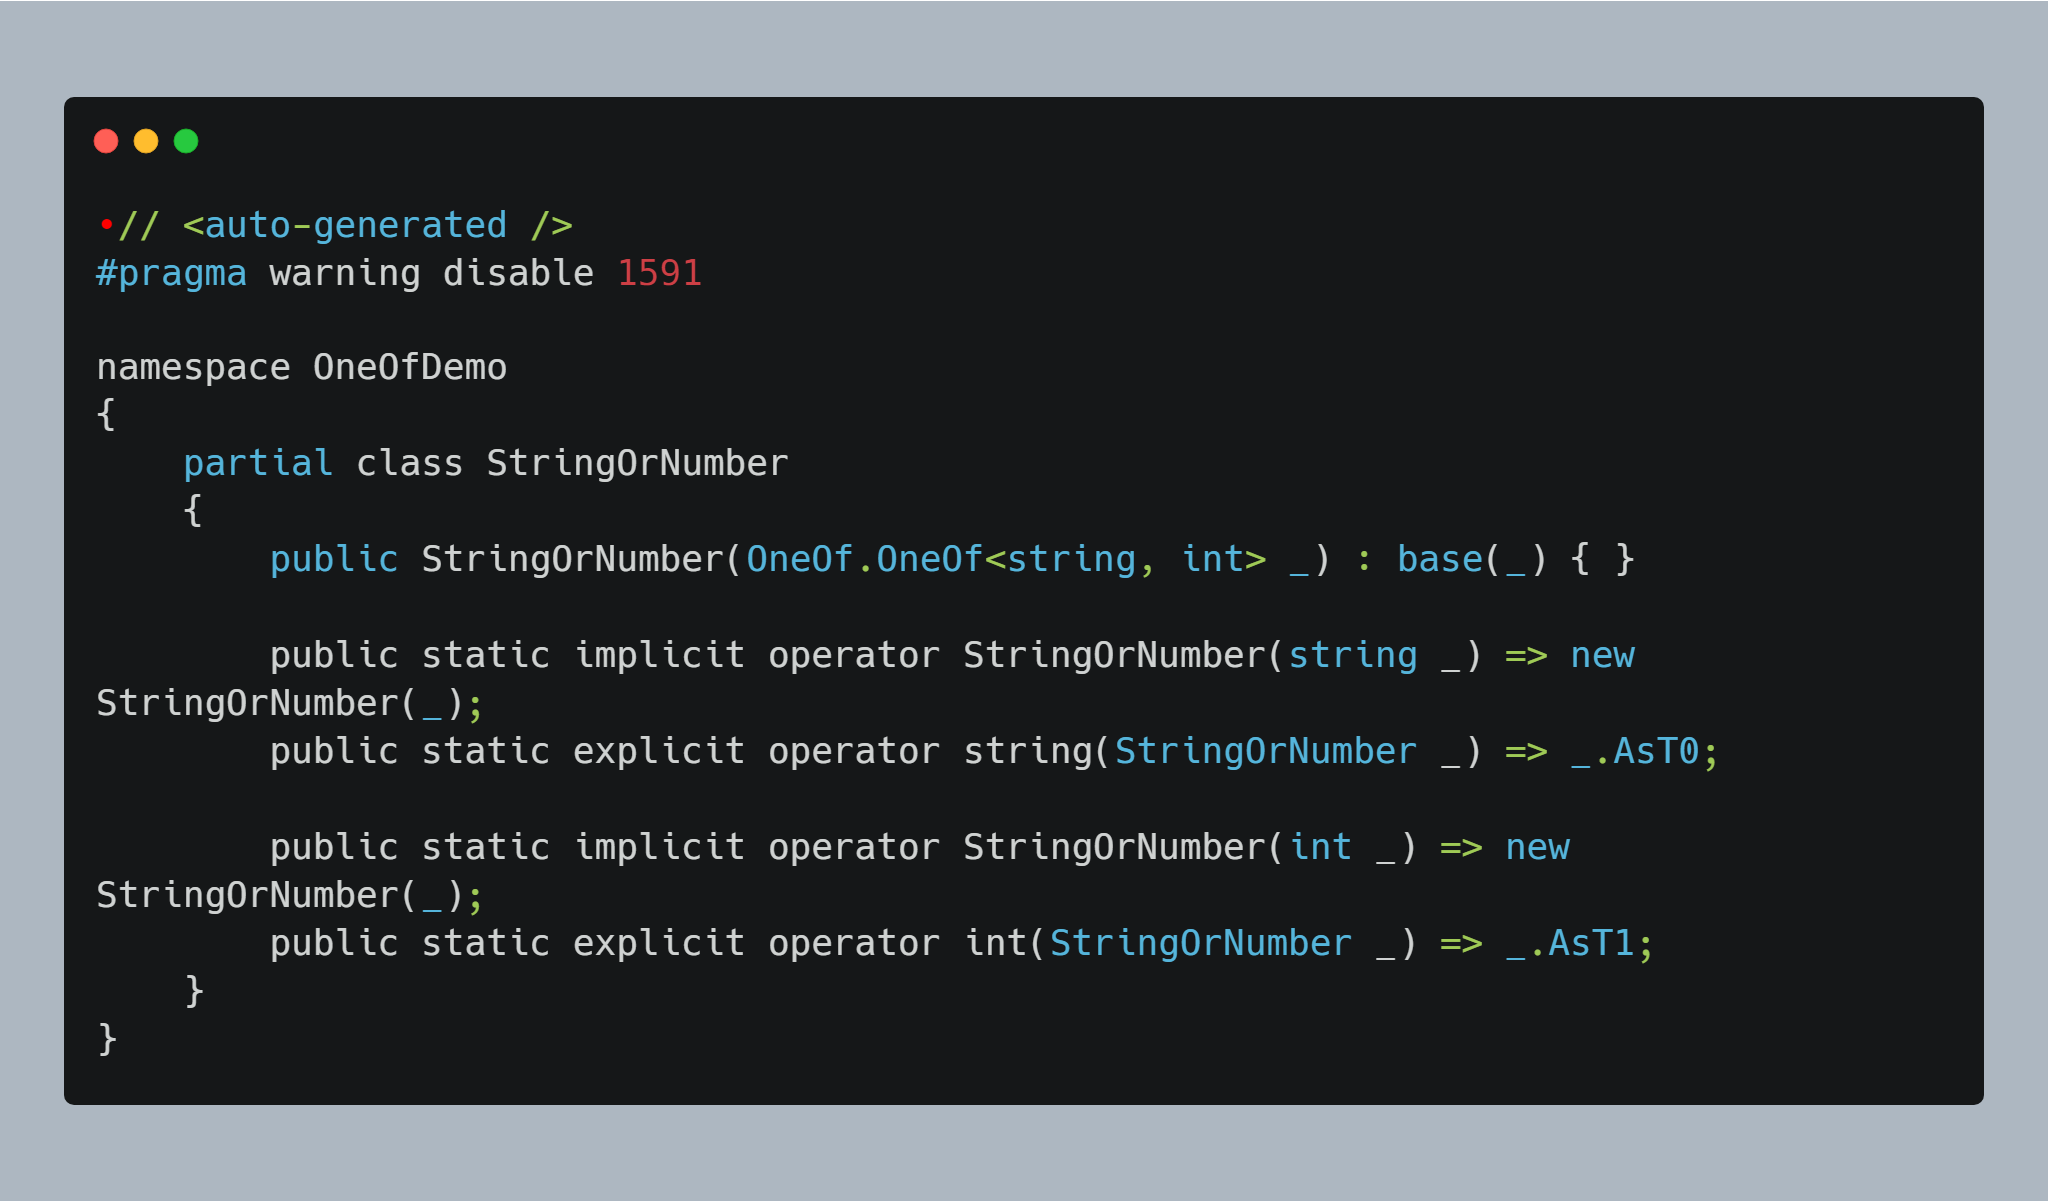 •// <auto-generated />
#pragma warning disable 1591

namespace OneOfDemo
{
    partial class StringOrNumber
    {
        public StringOrNumber(OneOf.OneOf<string, int> _) : base(_) { }

        public static implicit operator StringOrNumber(string _) => new
StringOrNumber(_);
        public static explicit operator string(StringOrNumber _) => _.AsT0;

        public static implicit operator StringOrNumber(int _) => new
StringOrNumber(_);
        public static explicit operator int(StringOrNumber _) => _.AsT1;
    }
}